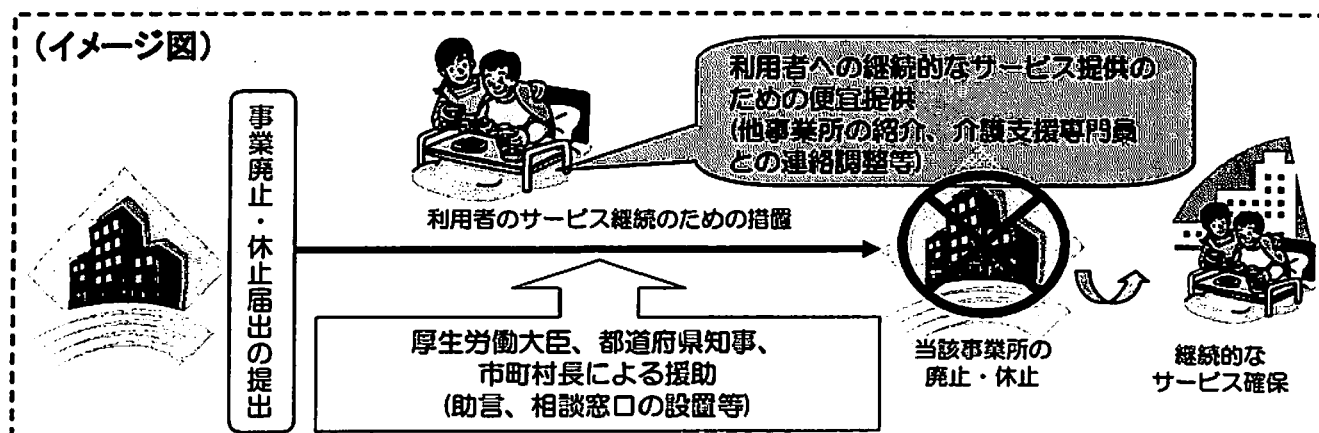 (イメージ図)
事業廃止・休止届出の提出
利用者への継続的なサービス提供の
ための便宜提供
(他事業所の紹介、介護支援専門員
との連絡調整等)
利用者のサービス継続のための措置
厚生労働大臣、都道府県知事、
市町村長による援助
(助言、相談窓口の設置等)
当該事業所の
廃止・休止
継続的な
サービス確保